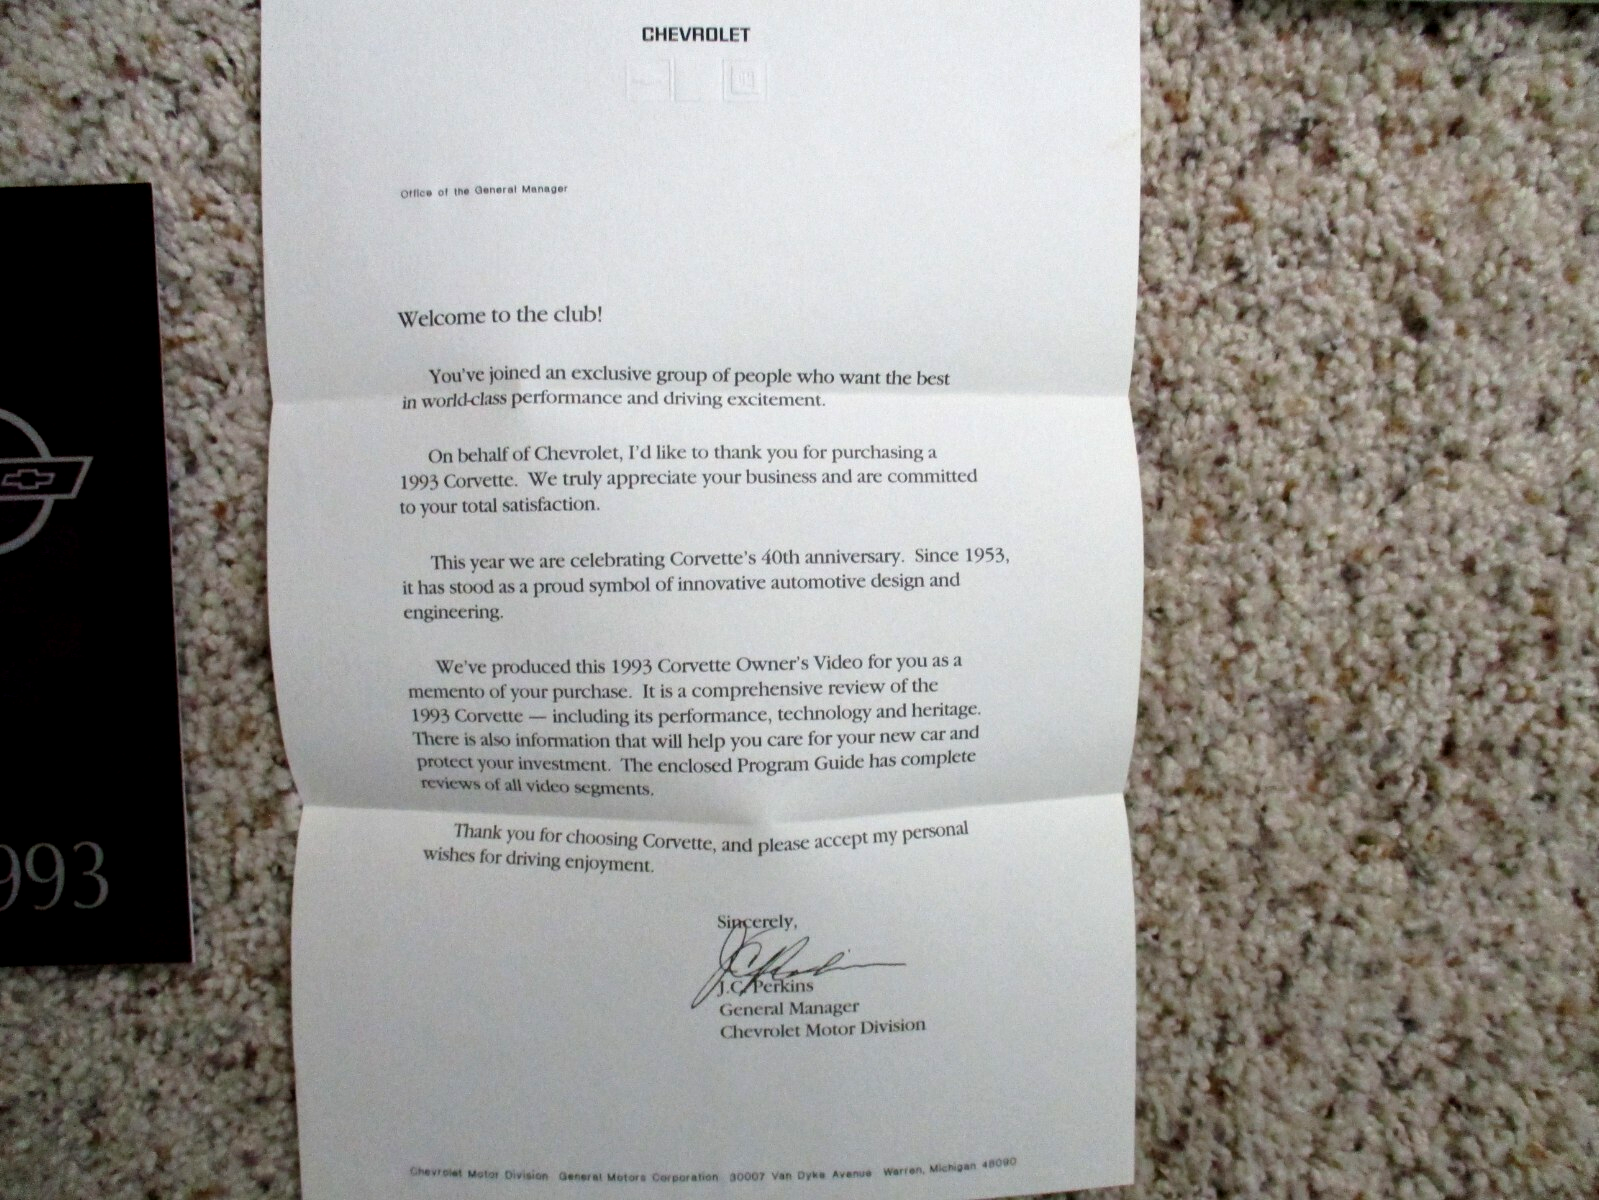 CHEVROLET
Office of the General Manager
Welcome to the club!
You've joined an exclusive group of people who want the best
in world-class performance and driving excitement.
On behalf of Chevrolet, I'd like to thank you for purchasing a
1993 Corvette. We truly appreciate your business and are committed
to your total satisfaction.
This year we are celebrating Corvette's 40th anniversary. Since 1953,
it has stood as a proud symbol of innovative automotive design and
engineering.
We've produced this 1993 Corvette Owner's Video for you as a
memento of your purchase. It is a comprehensive review of the
1993 Corvette — including its performance, technology and heritage.
There is also information that will help you care for your new car and
protect your investment. The enclosed Program Guide has complete
reviews of all video segments.
Thank you for choosing Corvette, and please accept my personal
wishes for driving enjoyment.
Sincerely,
J.C. Perkins
General Manager
Chevrolet Motor Division
Chevrolet Motor Division General Motors Corporation 30007 Van Dyke Avenue Warren, Michigan 48090
993